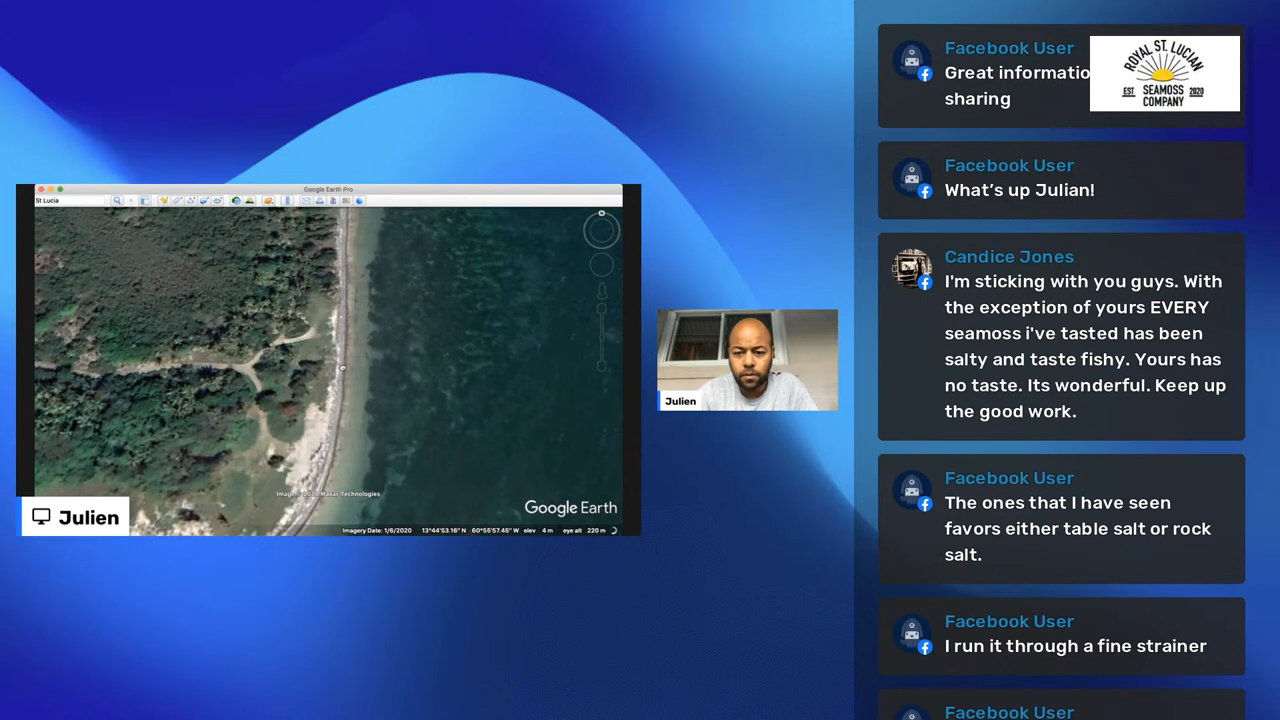 Google Earth Pro
St Lucia
2020 Maxar Technologies
Google Earth
Imagery Date: 1/6/2020 13°44'53.16" N 60°55'57.45" W elev 4 m eye alt 220 m
Julien
Julien
Facebook User
Great informatio
sharing
ROYAL ST. LUCIAN
EST SEAMOSS 2020
COMPANY
Facebook User
What’s up Julian!
Candice Jones
I'm sticking with you guys. With
the exception of yours EVERY
seamoss i've tasted has been
salty and taste fishy. Yours has
no taste. Its wonderful. Keep up
the good work.
Facebook User
The ones that I have seen
favors either table salt or rock
salt.
Facebook User
I run it through a fine strainer
Facebook User